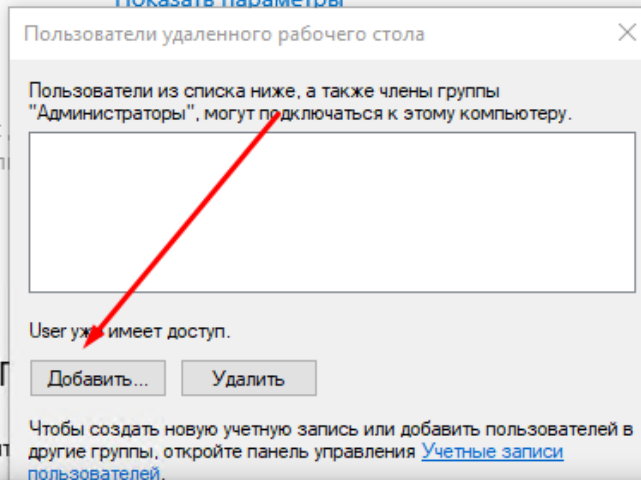 Показать параметры
Пользователи удаленного рабочего стола
Пользователи из списка ниже, а также члены группы
"Администраторы", могут подключаться к этому компьютеру.
User уже имеет доступ.
Добавить... Удалить
Чтобы создать новую учетную запись или добавить пользователей в
другие группы, откройте панель управления Учетные записи
пользователей.